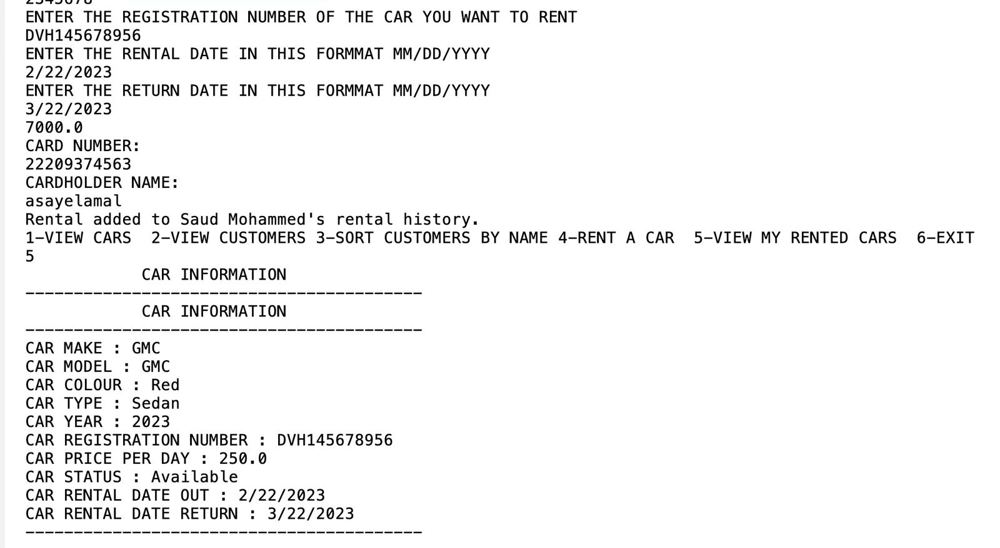 2345678
ENTER THE REGISTRATION NUMBER OF THE CAR YOU WANT TO RENT
DVH145678956
ENTER THE RENTAL DATE IN THIS FORMMAT MM/DD/YYYY
2/22/2023
ENTER THE RETURN DATE IN THIS FORMMAT MM/DD/YYYY
3/22/2023
7000.0
CARD NUMBER:
22209374563
CARDHOLDER NAME:
asayelamal
Rental added to Saud Mohammed's rental history.
1-VIEW CARS  2-VIEW CUSTOMERS 3-SORT CUSTOMERS BY NAME 4-RENT A CAR  5-VIEW MY RENTED CARS  6-EXIT
5
            CAR INFORMATION
-----------------------------------------
            CAR INFORMATION
-----------------------------------------
CAR MAKE : GMC
CAR MODEL : GMC
CAR COLOUR : Red
CAR TYPE : Sedan
CAR YEAR : 2023
CAR REGISTRATION NUMBER : DVH145678956
CAR PRICE PER DAY : 250.0
CAR STATUS : Available
CAR RENTAL DATE OUT : 2/22/2023
CAR RENTAL DATE RETURN : 3/22/2023
-----------------------------------------